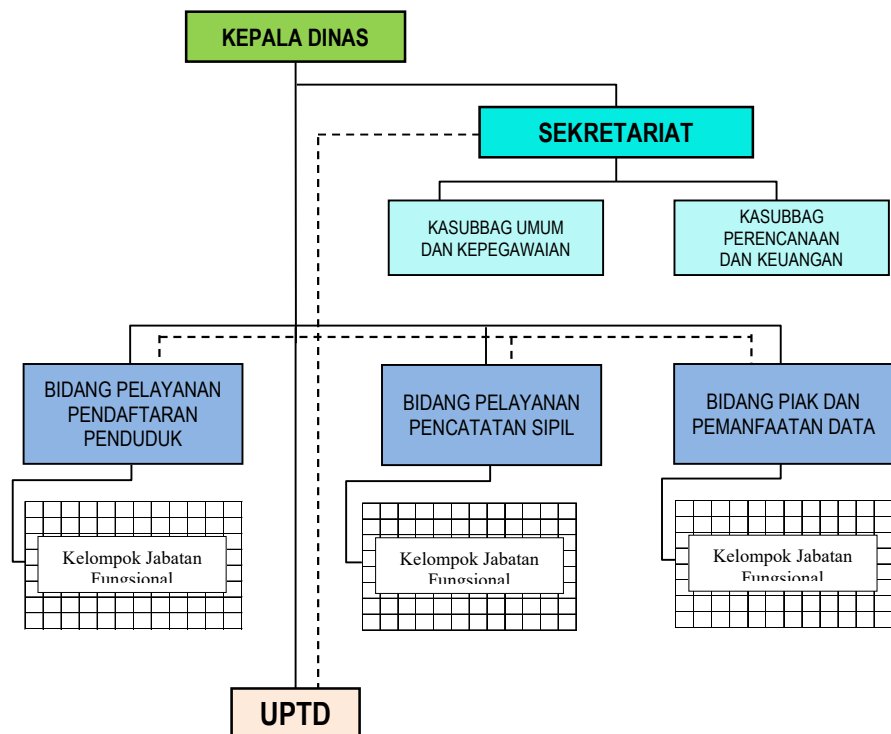 KEPALA DINAS
SEKRETARIAT
KASUBBAG UMUM
DAN KEPEGAWAIAN
KASUBBAG
PERENCANAAN
DAN KEUANGAN
BIDANG PELAYANAN
PENDAFTARAN
PENDUDUK
BIDANG PELAYANAN
PENCATATAN SIPIL
BIDANG PIAK DAN
PEMANFAATAN DATA
Kelompok Jabatan
Fungsional
Kelompok Jabatan
Fungsional
Kelompok Jabatan
Fungsional
UPTD